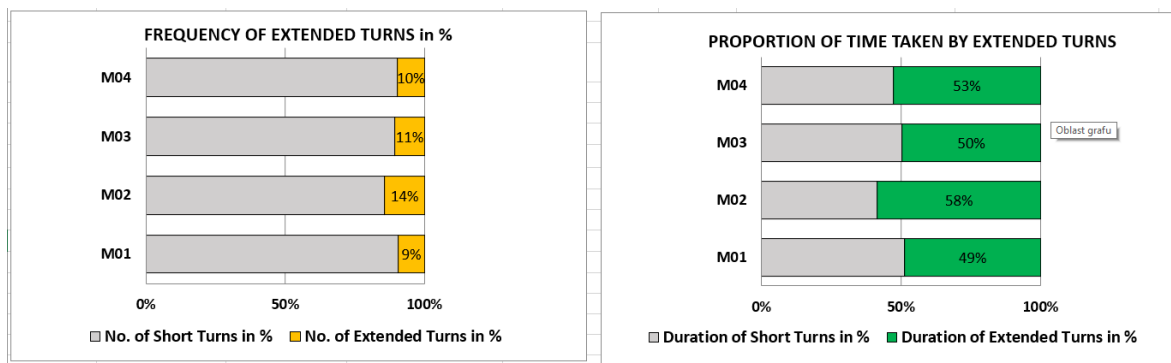 FREQUENCY OF EXTENDED TURNS in %
M04
10%
M03
11%
M02
14%
M01
9%
0%
50%
100%
No. of Short Turns in %
No. of Extended Turns in %
PROPORTION OF TIME TAKEN BY EXTENDED TURNS
M04
53%
Oblast grafu
M03
50%
M02
58%
M01
49%
0%
50%
100%
Duration of Short Turns in %
Duration of Extended Turns in %